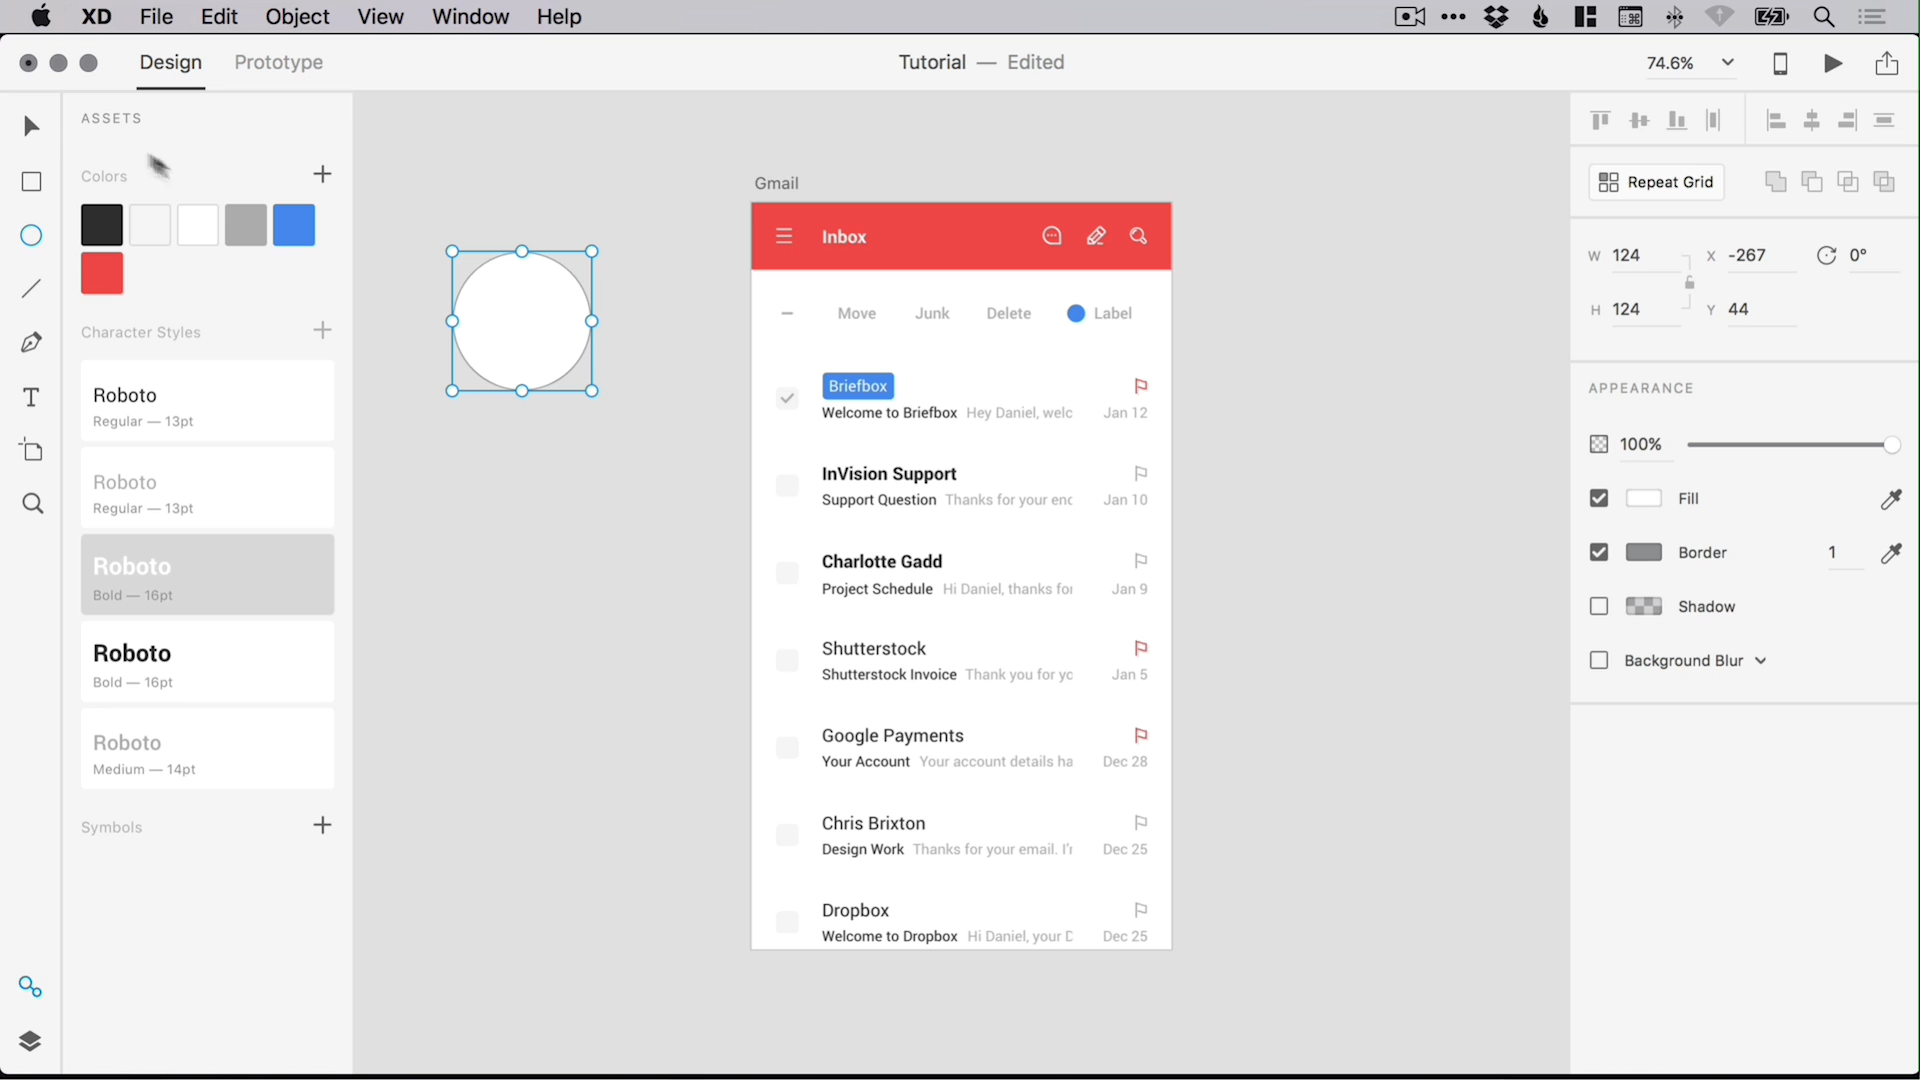 XD File Edit Object View Window Help
Design Prototype Tutorial — Edited 74.6%
ASSETS
Colors
Character Styles
Roboto
Regular — 13pt
Roboto
Regular — 13pt
Roboto
Bold — 16pt
Roboto
Bold — 16pt
Roboto
Medium — 14pt
Symbols
Gmail
Inbox
Move Junk Delete Label
Briefbox
Welcome to Briefbox Hey Daniel, welc Jan 12
InVision Support
Support Question Thanks for your enc Jan 10
Charlotte Gadd
Project Schedule Hi Daniel, thanks for Jan 9
Shutterstock
Shutterstock Invoice Thank you for yc Jan 5
Google Payments
Your Account Your account details ha Dec 28
Chris Brixton
Design Work Thanks for your email. I'r Dec 25
Dropbox
Welcome to Dropbox Hi Daniel, your D Dec 25
Repeat Grid
W 124 X -267 0°
H 124 Y 44
APPEARANCE
100%
Fill
Border 1
Shadow
Background Blur